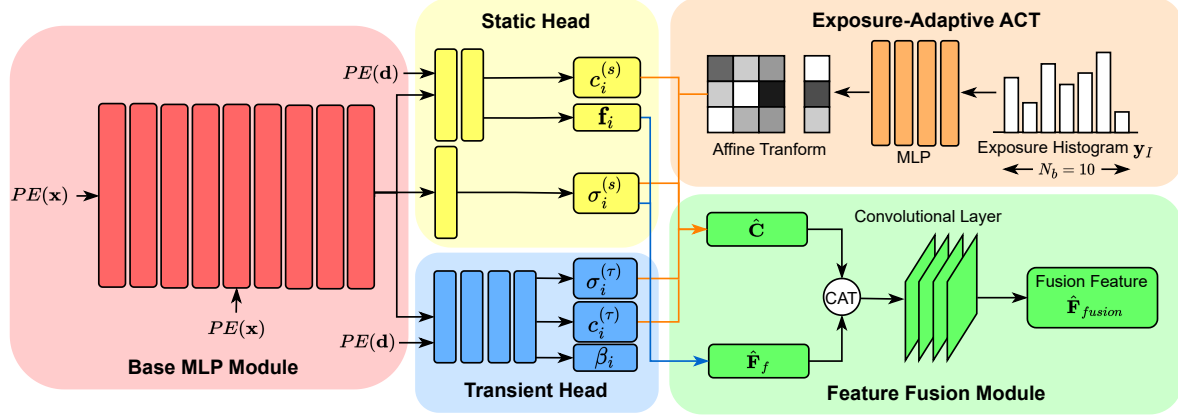 Static Head
Exposure-Adaptive ACT
PE(𝐝)
c_i^{(s)}
𝐟_i
σ_i^{(s)}
Affine Tranform
MLP
Exposure Histogram 𝐲_I
N_b = 10
PE(𝐱)
PE(𝐱)
Base MLP Module
σ_i^{(τ)}
c_i^{(τ)}
β_i
PE(𝐝)
Transient Head
Convolutional Layer
Ĉ
CAT
F̂_f
Fusion Feature
F̂_{fusion}
Feature Fusion Module